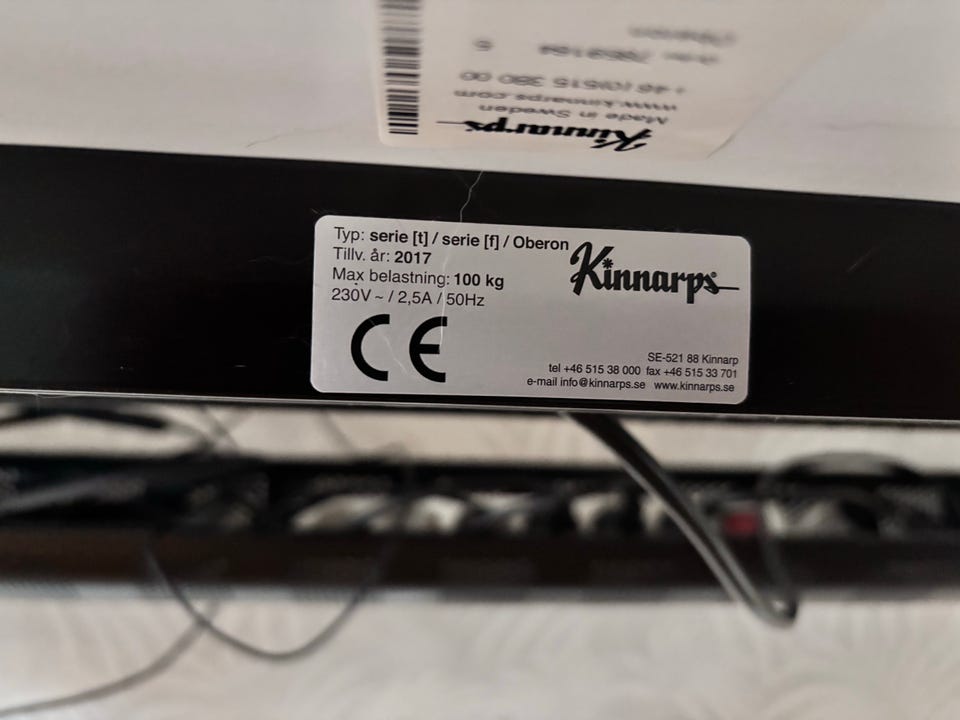 Kinnarps
Made in Sweden
www.kinnarps.com
+46 (0)515 380 00
Typ: serie [t] / serie [f] / Oberon
Tillv. år: 2017
Max belastning: 100 kg
230V ~ / 2,5A / 50Hz
Kinnarps
CE
SE-521 88 Kinnarp
tel +46 515 38 000 fax +46 515 33 701
e-mail info@kinnarps.se www.kinnarps.se